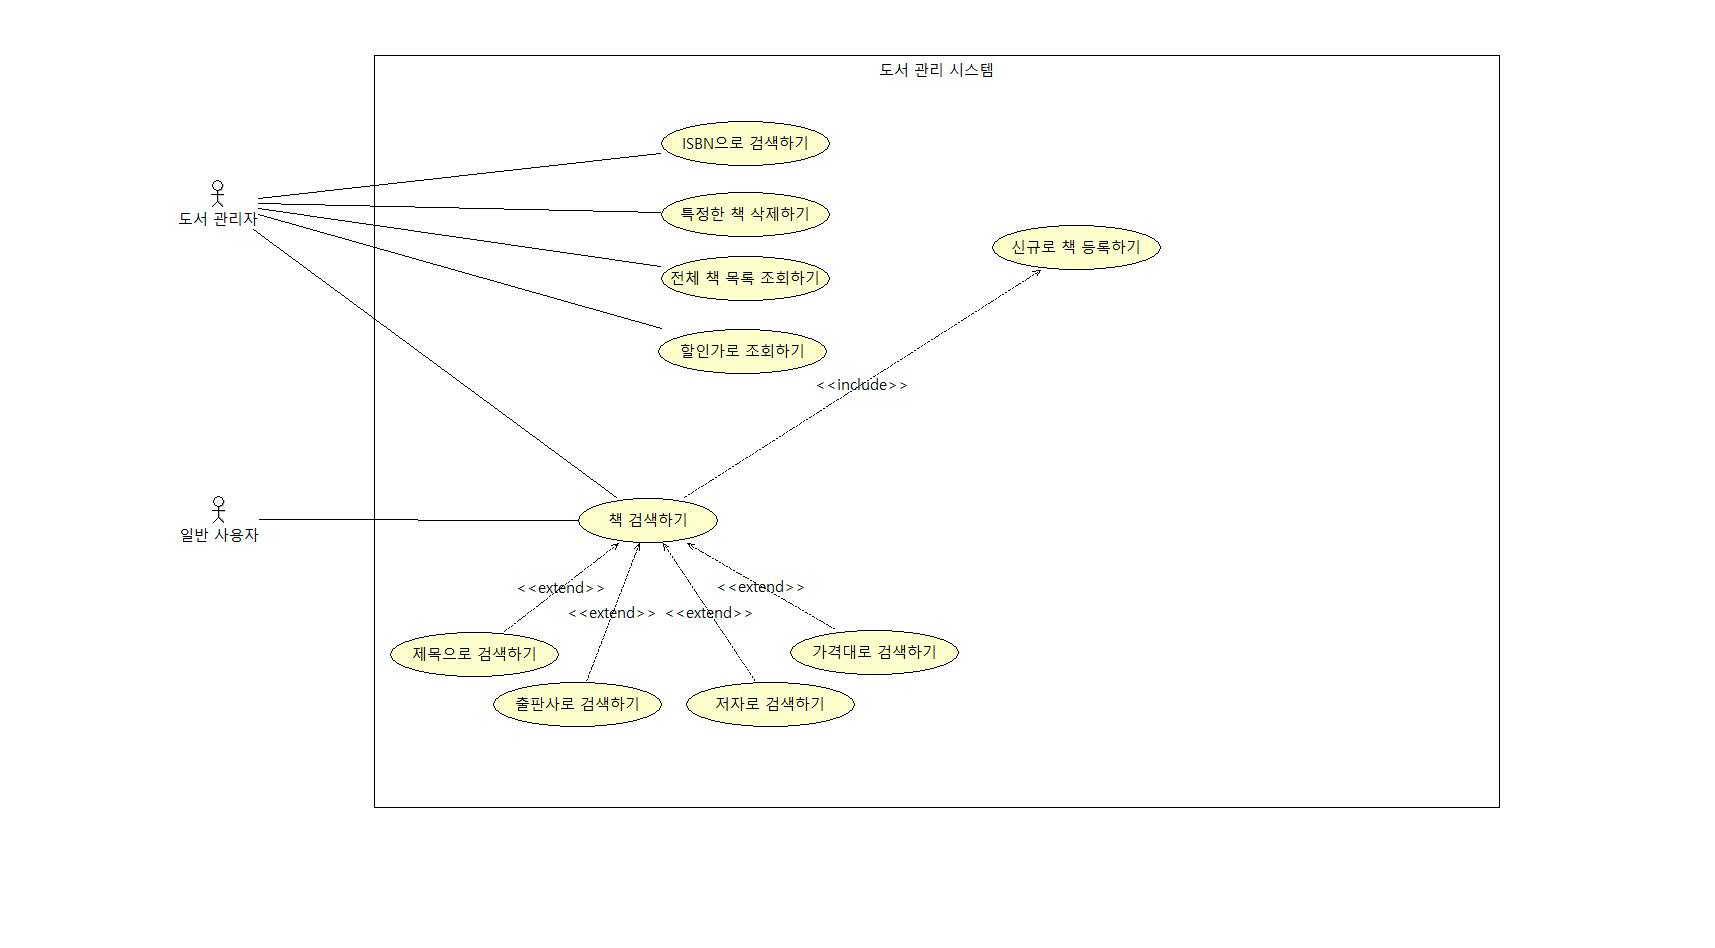 도서 관리 시스템
ISBN으로 검색하기
도서 관리자
특정한 책 삭제하기
신규로 책 등록하기
전체 책 목록 조회하기
할인가로 조회하기
<<include>>
일반 사용자
책 검색하기
<<extend>>
<<extend>>
<<extend>>
<<extend>>
제목으로 검색하기
가격대로 검색하기
출판사로 검색하기
저자로 검색하기